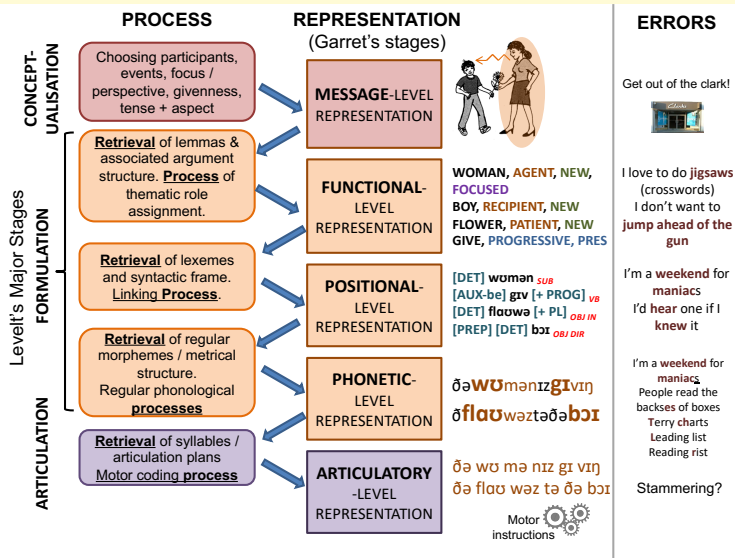 PROCESS
REPRESENTATION
(Garret's stages)
ERRORS
Levelt's Major Stages
CONCEPT-
UALISATION
FORMULATION
ARTICULATION
Choosing participants,
events, focus /
perspective, givenness,
tense + aspect
MESSAGE-LEVEL
REPRESENTATION
Get out of the clark!
Clarks
Retrieval of lemmas &
associated argument
structure. Process of
thematic role
assignment.
FUNCTIONAL-
LEVEL
REPRESENTATION
WOMAN, AGENT, NEW,
FOCUSED
BOY, RECIPIENT, NEW
FLOWER, PATIENT, NEW
GIVE, PROGRESSIVE, PRES
I love to do jigsaws
(crosswords)
I don't want to
jump ahead of the
gun
Retrieval of lexemes
and syntactic frame.
Linking Process.
POSITIONAL-
LEVEL
REPRESENTATION
[DET] wʊmən SUB
[AUX-be] gɪv [+ PROG] VB
[DET] flaʊwə [+ PL] OBJ IN
[PREP] [DET] bɔɪ OBJ DIR
I'm a weekend for
maniacs
I'd hear one if I
knew it
Retrieval of regular
morphemes / metrical
structure.
Regular phonological
processes
PHONETIC-
LEVEL
REPRESENTATION
ðəwʊmənɪzgɪvɪŋ
ðflaʊwəztəðəbɔɪ
I'm a weekend for
maniacs
People read the
backses of boxes
Terry charts
Leading list
Reading rist
Retrieval of syllables /
articulation plans
Motor coding process
ARTICULATORY
-LEVEL
REPRESENTATION
ðə wʊ mə nɪz gɪ vɪŋ
ðə flaʊ wəz tə ðə bɔɪ
Motor
instructions
Stammering?